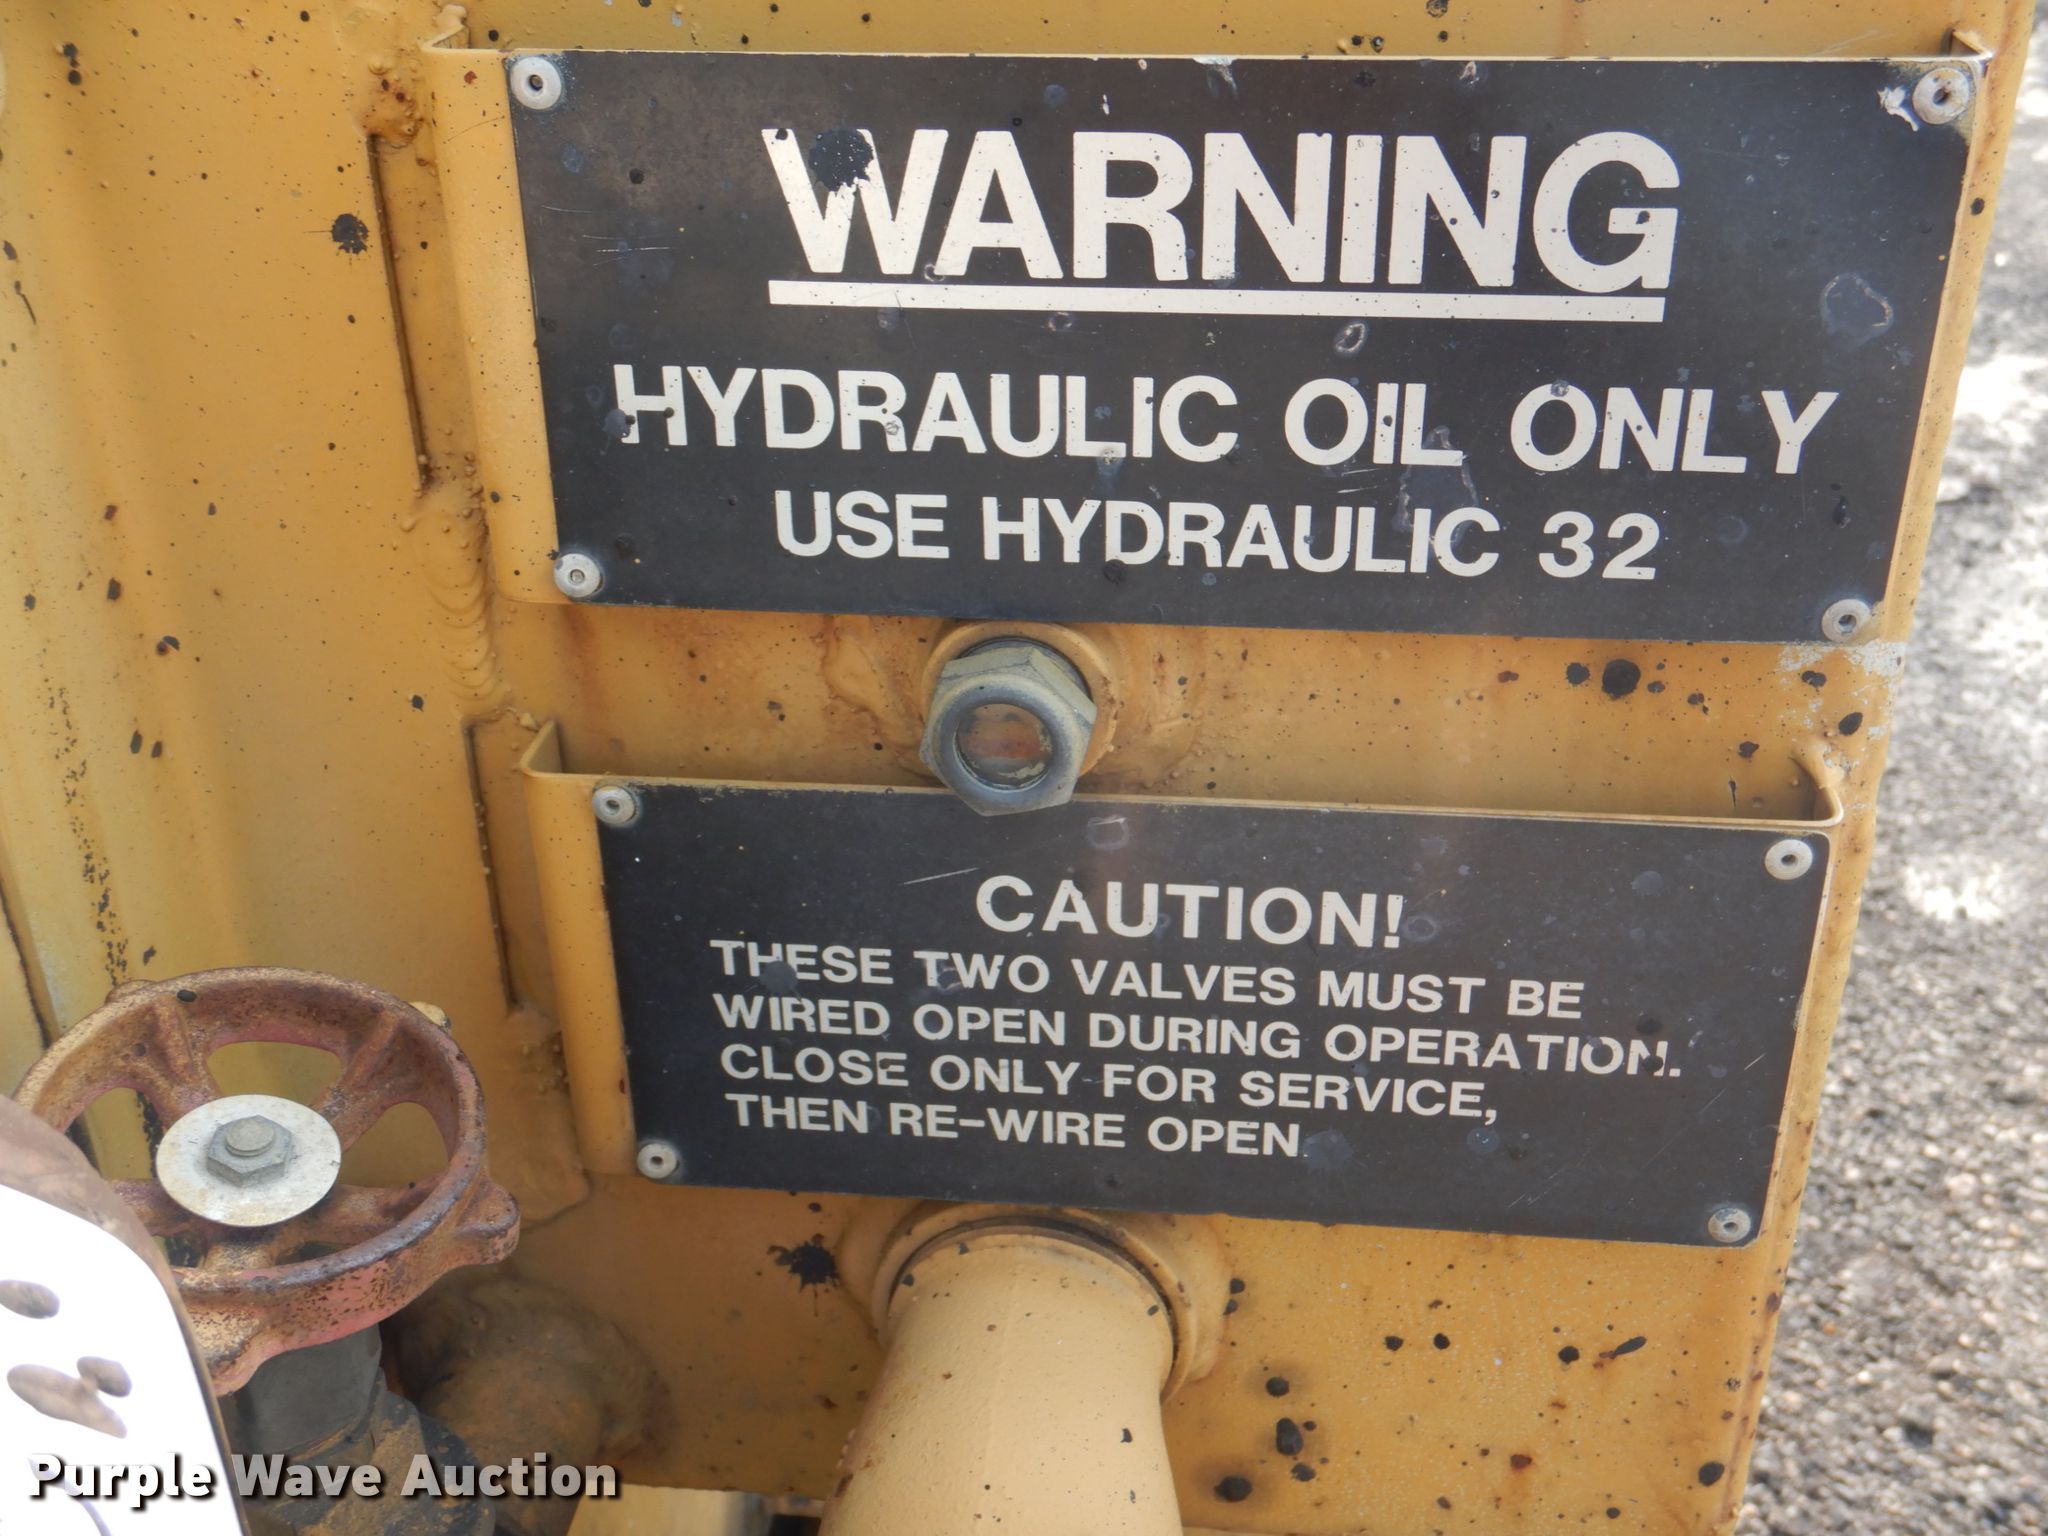 WARNING
HYDRAULIC OIL ONLY
USE HYDRAULIC 32
CAUTION!
THESE TWO VALVES MUST BE
WIRED OPEN DURING OPERATION.
CLOSE ONLY FOR SERVICE,
THEN RE-WIRE OPEN
Purple Wave Auction